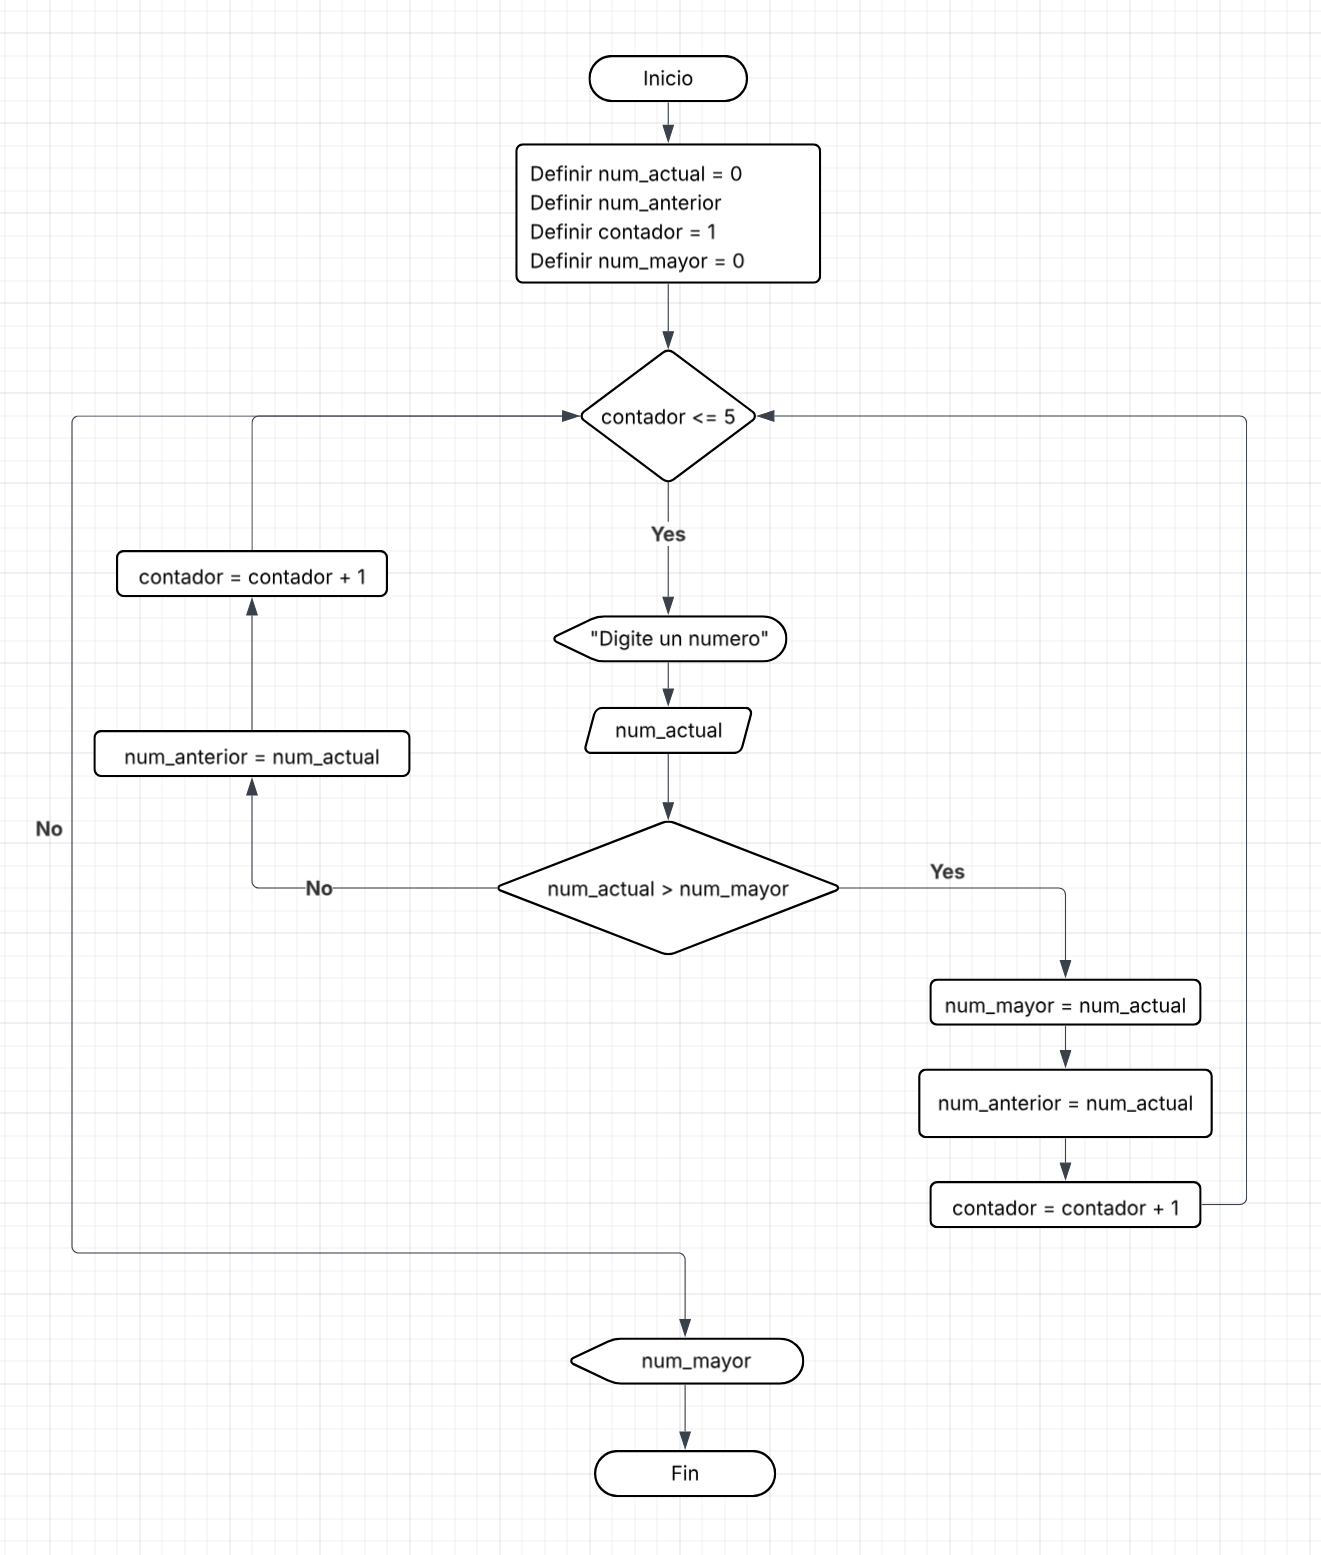 Inicio
Definir num_actual = 0
Definir num_anterior
Definir contador = 1
Definir num_mayor = 0
contador <= 5
Yes
contador = contador + 1
"Digite un numero"
num_actual
num_anterior = num_actual
No
num_actual > num_mayor
No
Yes
num_mayor = num_actual
num_anterior = num_actual
contador = contador + 1
num_mayor
Fin